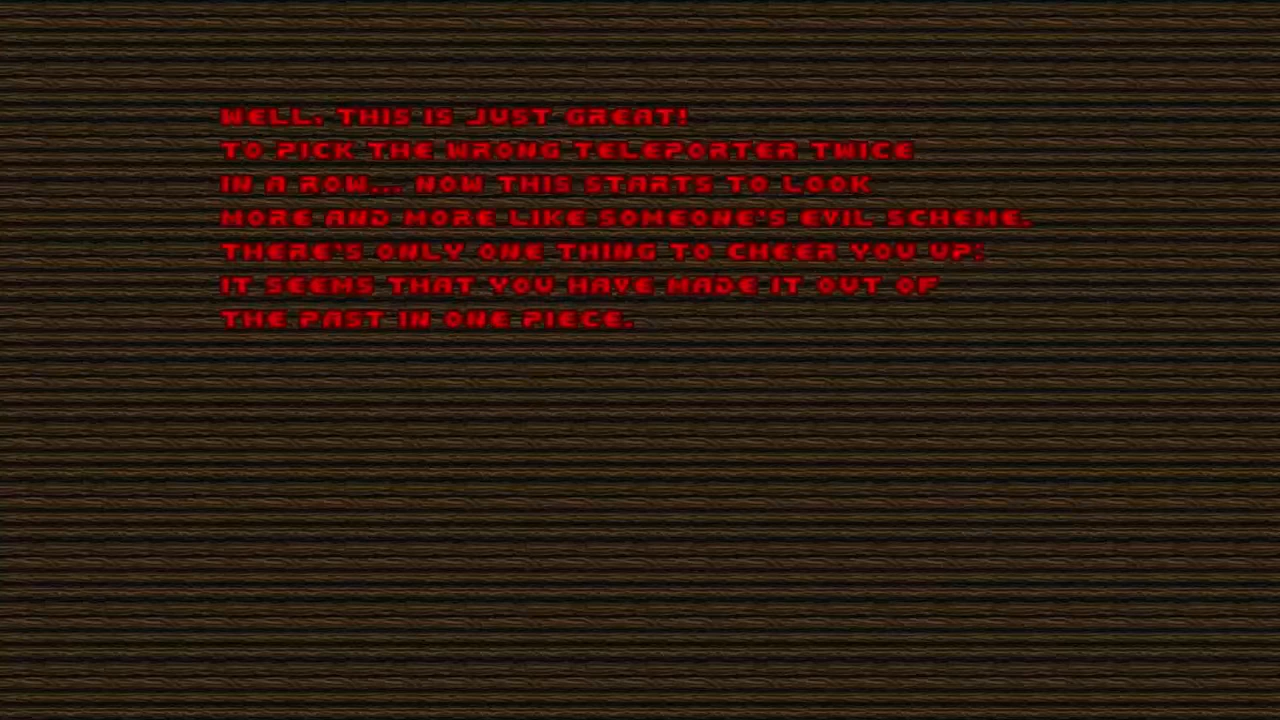 WELL, THIS IS JUST GREAT!
TO PICK THE WRONG TELEPORTER TWICE
IN A ROW... NOW THIS STARTS TO LOOK
MORE AND MORE LIKE SOMEONE'S EVIL SCHEME.
THERE'S ONLY ONE THING TO CHEER YOU UP:
IT SEEMS THAT YOU HAVE MADE IT OUT OF
THE PAST IN ONE PIECE.